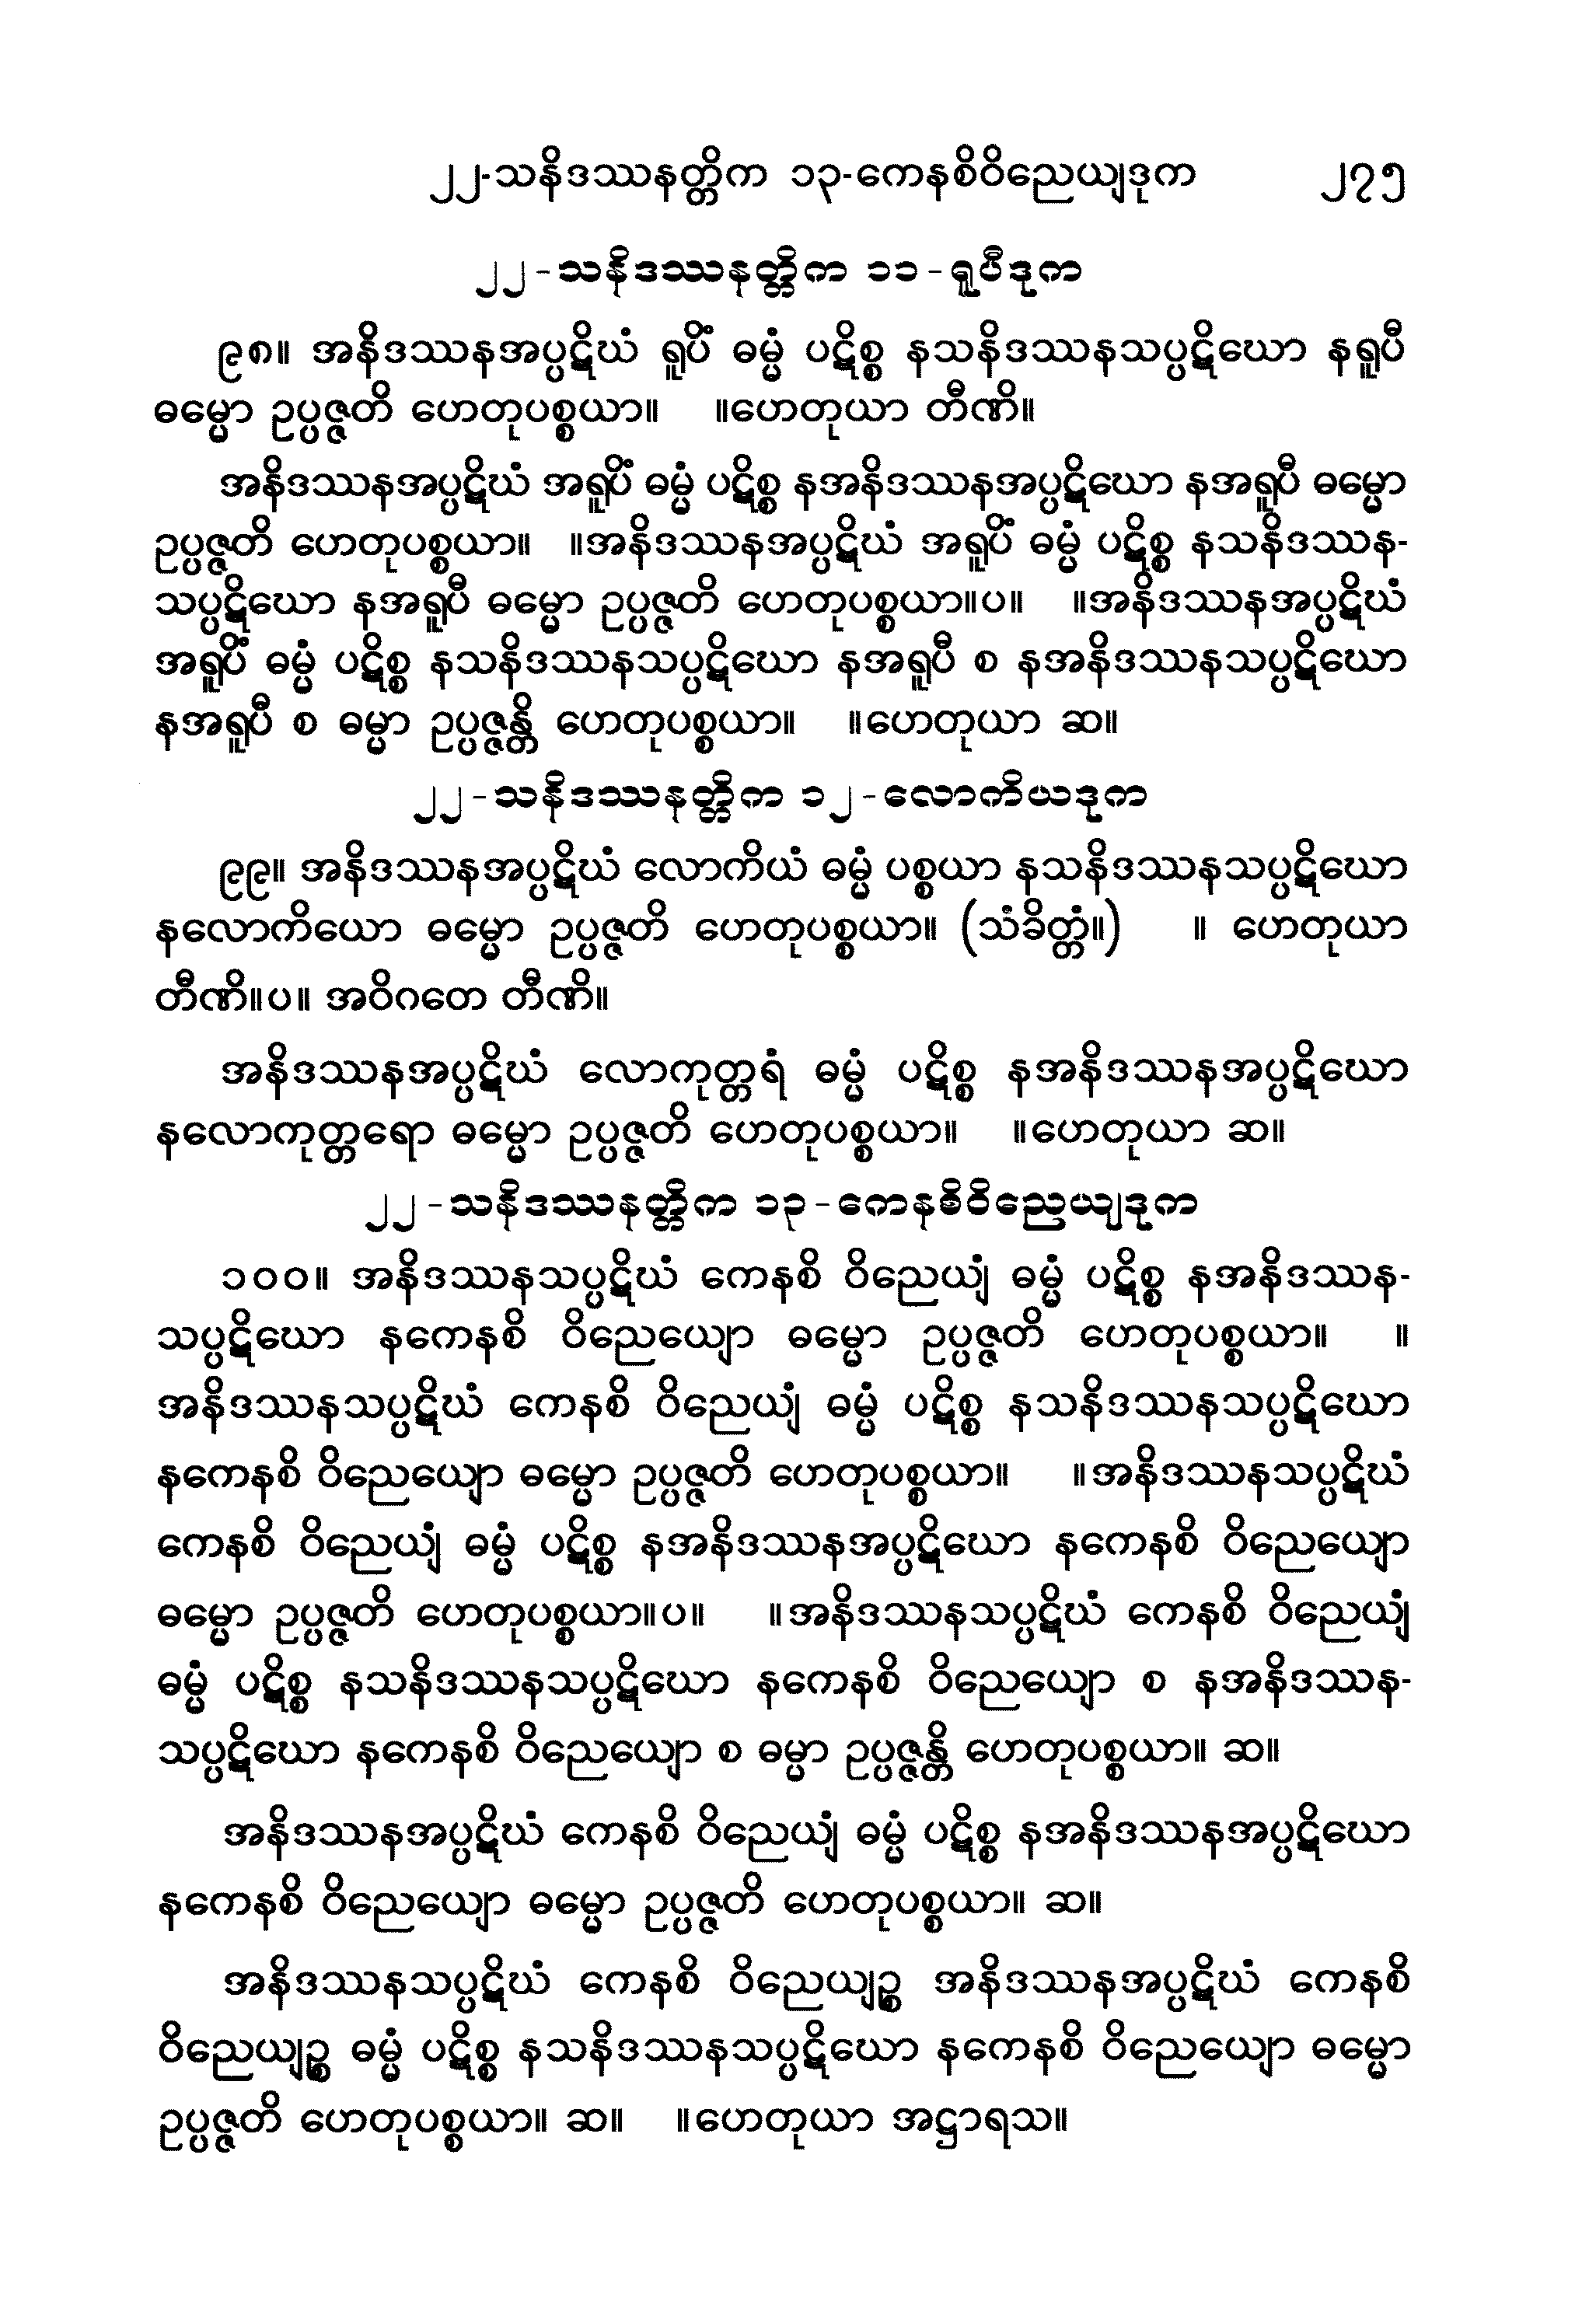 ၂၂-သနိဒဿနတ္တိက ၁၃-ကေနစိဝိညေယျဒုက ၂၇၅
၂၂-သနိဒဿနတ္တိက ၁၁-ရူပီဒုက
၉၈။ အနိဒဿနအပ္ပဋိဃံ ရူပိံ ဓမ္မံ ပဋိစ္စ နသနိဒဿနသပ္ပဋိဃော နရူပီ
ဓမ္မော ဥပ္ပဇ္ဇတိ ဟေတုပစ္စယာ။ ။ဟေတုယာ တီဏိ။
အနိဒဿနအပ္ပဋိဃံ အရူပိံ ဓမ္မံ ပဋိစ္စ နအနိဒဿနအပ္ပဋိဃော နအရူပီ ဓမ္မော
ဥပ္ပဇ္ဇတိ ဟေတုပစ္စယာ။ ။အနိဒဿနအပ္ပဋိဃံ အရူပိံ ဓမ္မံ ပဋိစ္စ နသနိဒဿန-
သပ္ပဋိဃော နအရူပီ ဓမ္မော ဥပ္ပဇ္ဇတိ ဟေတုပစ္စယာ။ပ။ ။အနိဒဿနအပ္ပဋိဃံ
အရူပိံ ဓမ္မံ ပဋိစ္စ နသနိဒဿနသပ္ပဋိဃော နအရူပီ စ နအနိဒဿနသပ္ပဋိဃော
နအရူပီ စ ဓမ္မာ ဥပ္ပဇ္ဇန္တိ ဟေတုပစ္စယာ။ ။ဟေတုယာ ဆ။
၂၂-သနိဒဿနတ္တိက ၁၂-လောကိယဒုက
၉၉။ အနိဒဿနအပ္ပဋိဃံ လောကိယံ ဓမ္မံ ပစ္စယာ နသနိဒဿနသပ္ပဋိဃော
နလောကိယော ဓမ္မော ဥပ္ပဇ္ဇတိ ဟေတုပစ္စယာ။ (သံခိတ္တံ။) ။ ဟေတုယာ
တီဏိ။ပ။ အဝိဂတေ တီဏိ။
အနိဒဿနအပ္ပဋိဃံ လောကုတ္တရံ ဓမ္မံ ပဋိစ္စ နအနိဒဿနအပ္ပဋိဃော
နလောကုတ္တရော ဓမ္မော ဥပ္ပဇ္ဇတိ ဟေတုပစ္စယာ။ ။ဟေတုယာ ဆ။
၂၂-သနိဒဿနတ္တိက ၁၃-ကေနစိဝိညေယျဒုက
၁၀၀။ အနိဒဿနသပ္ပဋိဃံ ကေနစိ ဝိညေယျံ ဓမ္မံ ပဋိစ္စ နအနိဒဿန-
သပ္ပဋိဃော နကေနစိ ဝိညေယျော ဓမ္မော ဥပ္ပဇ္ဇတိ ဟေတုပစ္စယာ။ ။
အနိဒဿနသပ္ပဋိဃံ ကေနစိ ဝိညေယျံ ဓမ္မံ ပဋိစ္စ နသနိဒဿနသပ္ပဋိဃော
နကေနစိ ဝိညေယျော ဓမ္မော ဥပ္ပဇ္ဇတိ ဟေတုပစ္စယာ။ ။အနိဒဿနသပ္ပဋိဃံ
ကေနစိ ဝိညေယျံ ဓမ္မံ ပဋိစ္စ နအနိဒဿနအပ္ပဋိဃော နကေနစိ ဝိညေယျော
ဓမ္မော ဥပ္ပဇ္ဇတိ ဟေတုပစ္စယာ။ပ။ ။အနိဒဿနသပ္ပဋိဃံ ကေနစိ ဝိညေယျံ
ဓမ္မံ ပဋိစ္စ နသနိဒဿနသပ္ပဋိဃော နကေနစိ ဝိညေယျော စ နအနိဒဿန-
သပ္ပဋိဃော နကေနစိ ဝိညေယျော စ ဓမ္မာ ဥပ္ပဇ္ဇန္တိ ဟေတုပစ္စယာ။ ဆ။
အနိဒဿနအပ္ပဋိဃံ ကေနစိ ဝိညေယျံ ဓမ္မံ ပဋိစ္စ နအနိဒဿနအပ္ပဋိဃော
နကေနစိ ဝိညေယျော ဓမ္မော ဥပ္ပဇ္ဇတိ ဟေတုပစ္စယာ။ ဆ။
အနိဒဿနသပ္ပဋိဃံ ကေနစိ ဝိညေယျဉ္စ အနိဒဿနအပ္ပဋိဃံ ကေနစိ
ဝိညေယျဉ္စ ဓမ္မံ ပဋိစ္စ နသနိဒဿနသပ္ပဋိဃော နကေနစိ ဝိညေယျော ဓမ္မော
ဥပ္ပဇ္ဇတိ ဟေတုပစ္စယာ။ ဆ။ ။ဟေတုယာ အဋ္ဌာရသ။